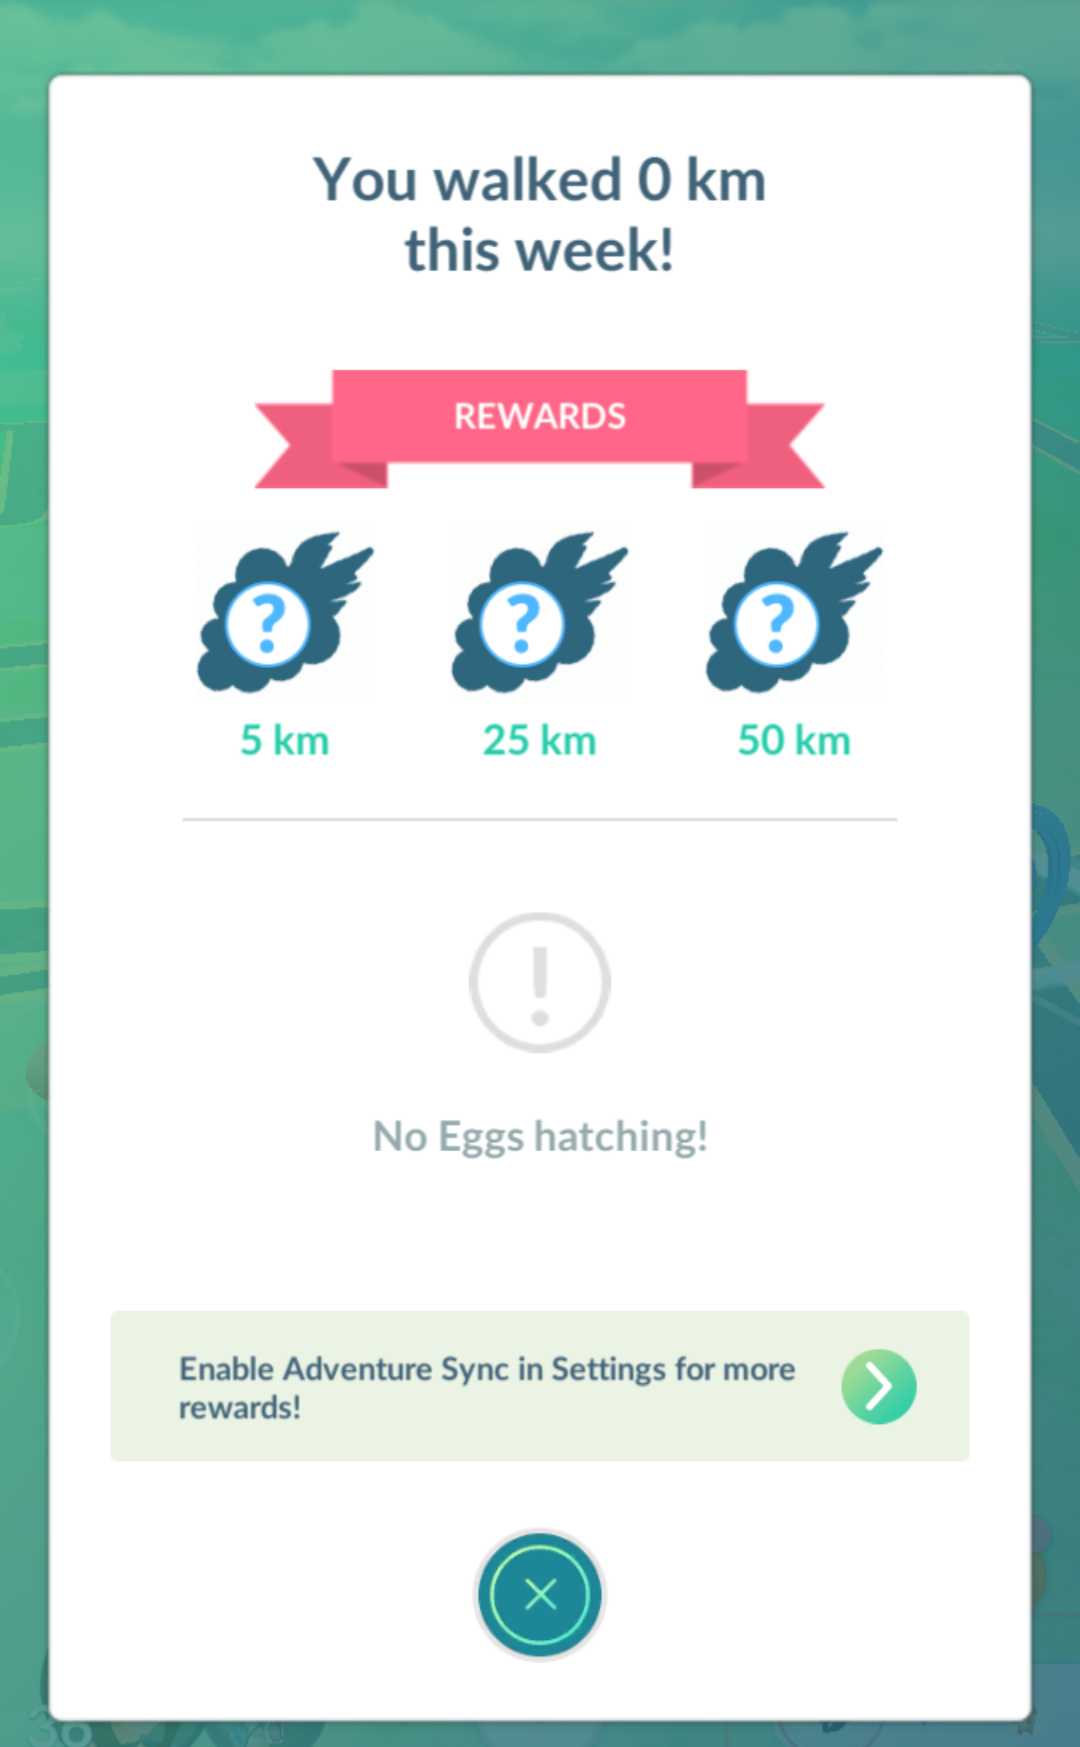 You walked 0 km
this week!
REWARDS
? ? ?
5 km 25 km 50 km
!
No Eggs hatching!
Enable Adventure Sync in Settings for more
rewards!
36